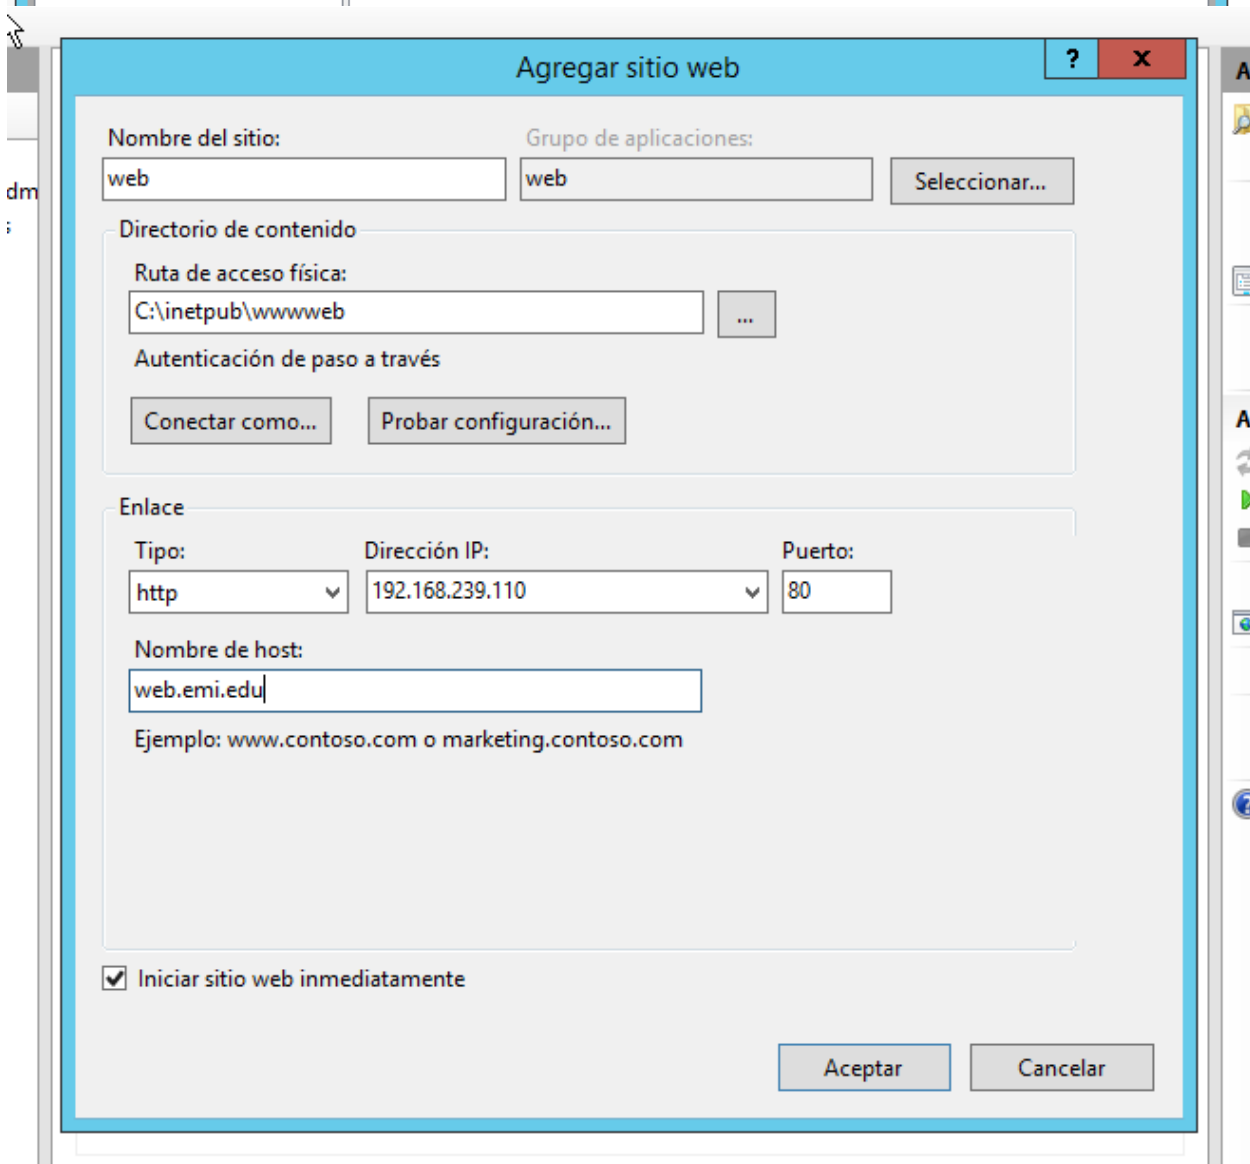 Agregar sitio web
?
x
Nombre del sitio:
Grupo de aplicaciones:
web
web
Seleccionar...
Directorio de contenido
Ruta de acceso física:
C:\inetpub\wwwweb
...
Autenticación de paso a través
Conectar como...
Probar configuración...
Enlace
Tipo:
Dirección IP:
Puerto:
http
192.168.239.110
80
Nombre de host:
web.emi.edu
Ejemplo: www.contoso.com o marketing.contoso.com
Iniciar sitio web inmediatamente
Aceptar
Cancelar